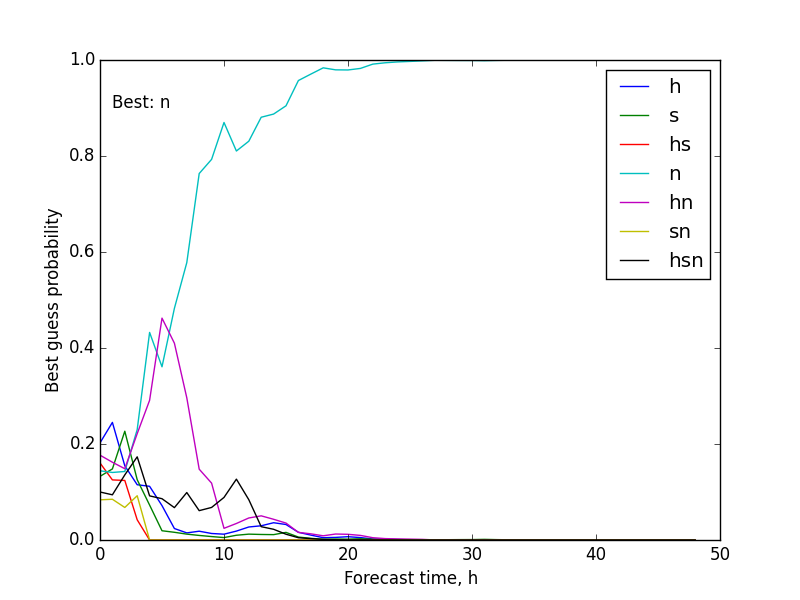 1.0
0.8
0.6
0.4
0.2
0.0
Best guess probability
Best: n
h
s
hs
n
hn
sn
hsn
0 10 20 30 40 50
Forecast time, h